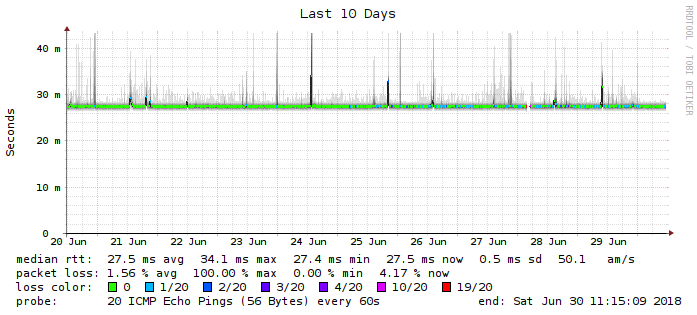 Last 10 Days
RRDTOOL / TOBI OETIKER
Seconds
40 m
30 m
20 m
10 m
0
20 Jun 21 Jun 22 Jun 23 Jun 24 Jun 25 Jun 26 Jun 27 Jun 28 Jun 29 Jun
median rtt: 27.5 ms avg 34.1 ms max 27.4 ms min 27.5 ms now 0.5 ms sd 50.1 am/s
packet loss: 1.56 % avg 100.00 % max 0.00 % min 4.17 % now
loss color: 0 1/20 2/20 3/20 4/20 10/20 19/20
probe: 20 ICMP Echo Pings (56 Bytes) every 60s end: Sat Jun 30 11:15:09 2018